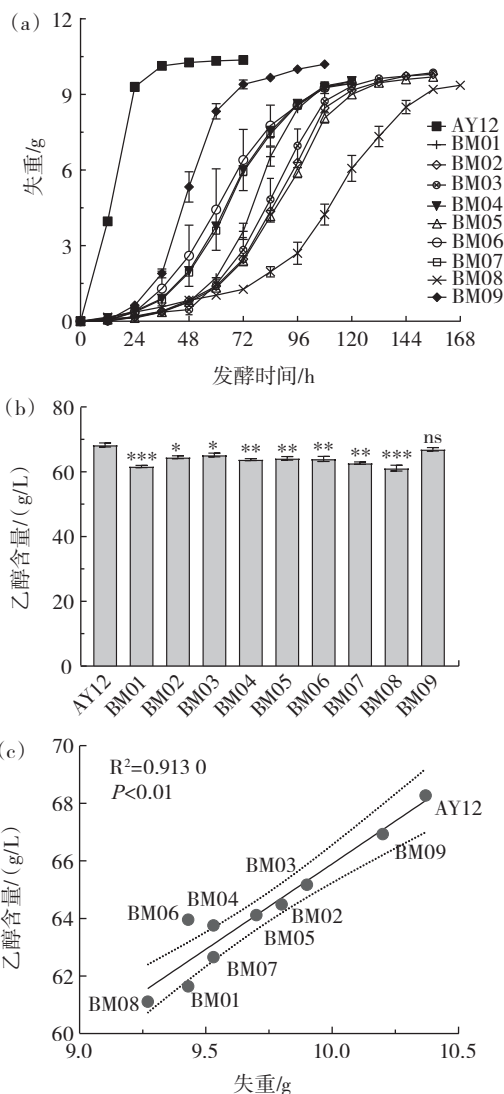 (a)
12
9
6
3
0
失重/g
AY12
BM01
BM02
BM03
BM04
BM05
BM06
BM07
BM08
BM09
0 24 48 72 96 120 144 168
发酵时间/h
(b)
80
60
40
20
0
乙醇含量/(g/L)
*** * * ** ** ** ** *** ns
AY12 BM01 BM02 BM03 BM04 BM05 BM06 BM07 BM08 BM09
(c)
70
68
66
64
62
60
乙醇含量/(g/L)
R²=0.913 0
P<0.01
AY12
BM09
BM03
BM04
BM06
BM02
BM05
BM07
BM08
BM01
9.0 9.5 10.0 10.5
失重/g